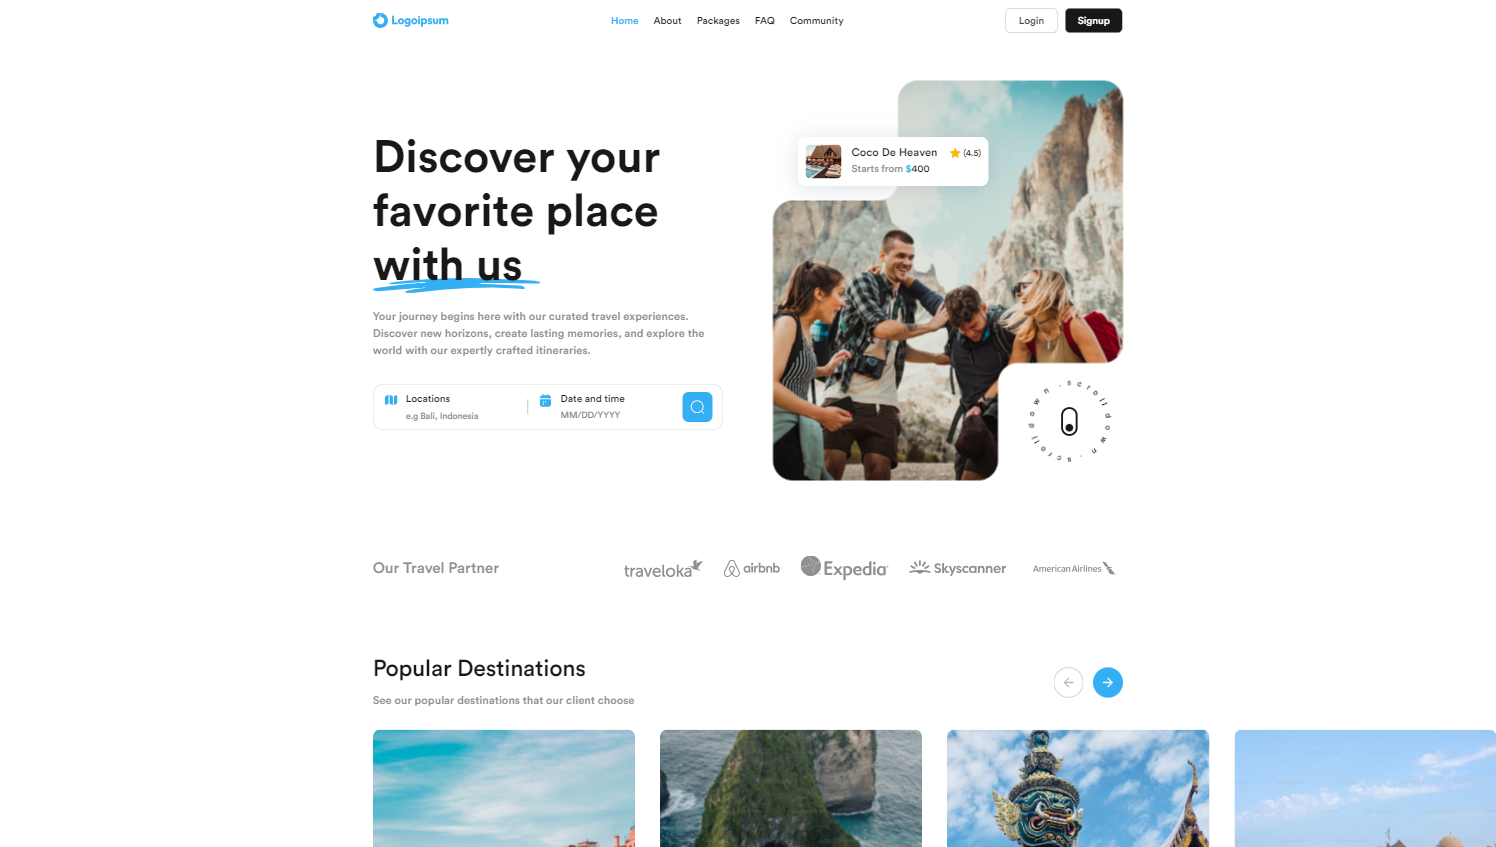 Logoipsum
Home About Packages FAQ Community
Login Signup
Coco De Heaven (4.5)
Starts from $400
Discover your
favorite place
with us
Your journey begins here with our curated travel experiences.
Discover new horizons, create lasting memories, and explore the
world with our expertly crafted itineraries.
Locations
e.g Bali, Indonesia
Date and time
MM/DD/YYYY
scroll down . scroll down .
Our Travel Partner
traveloka airbnb Expedia Skyscanner American Airlines
Popular Destinations
See our popular destinations that our client choose